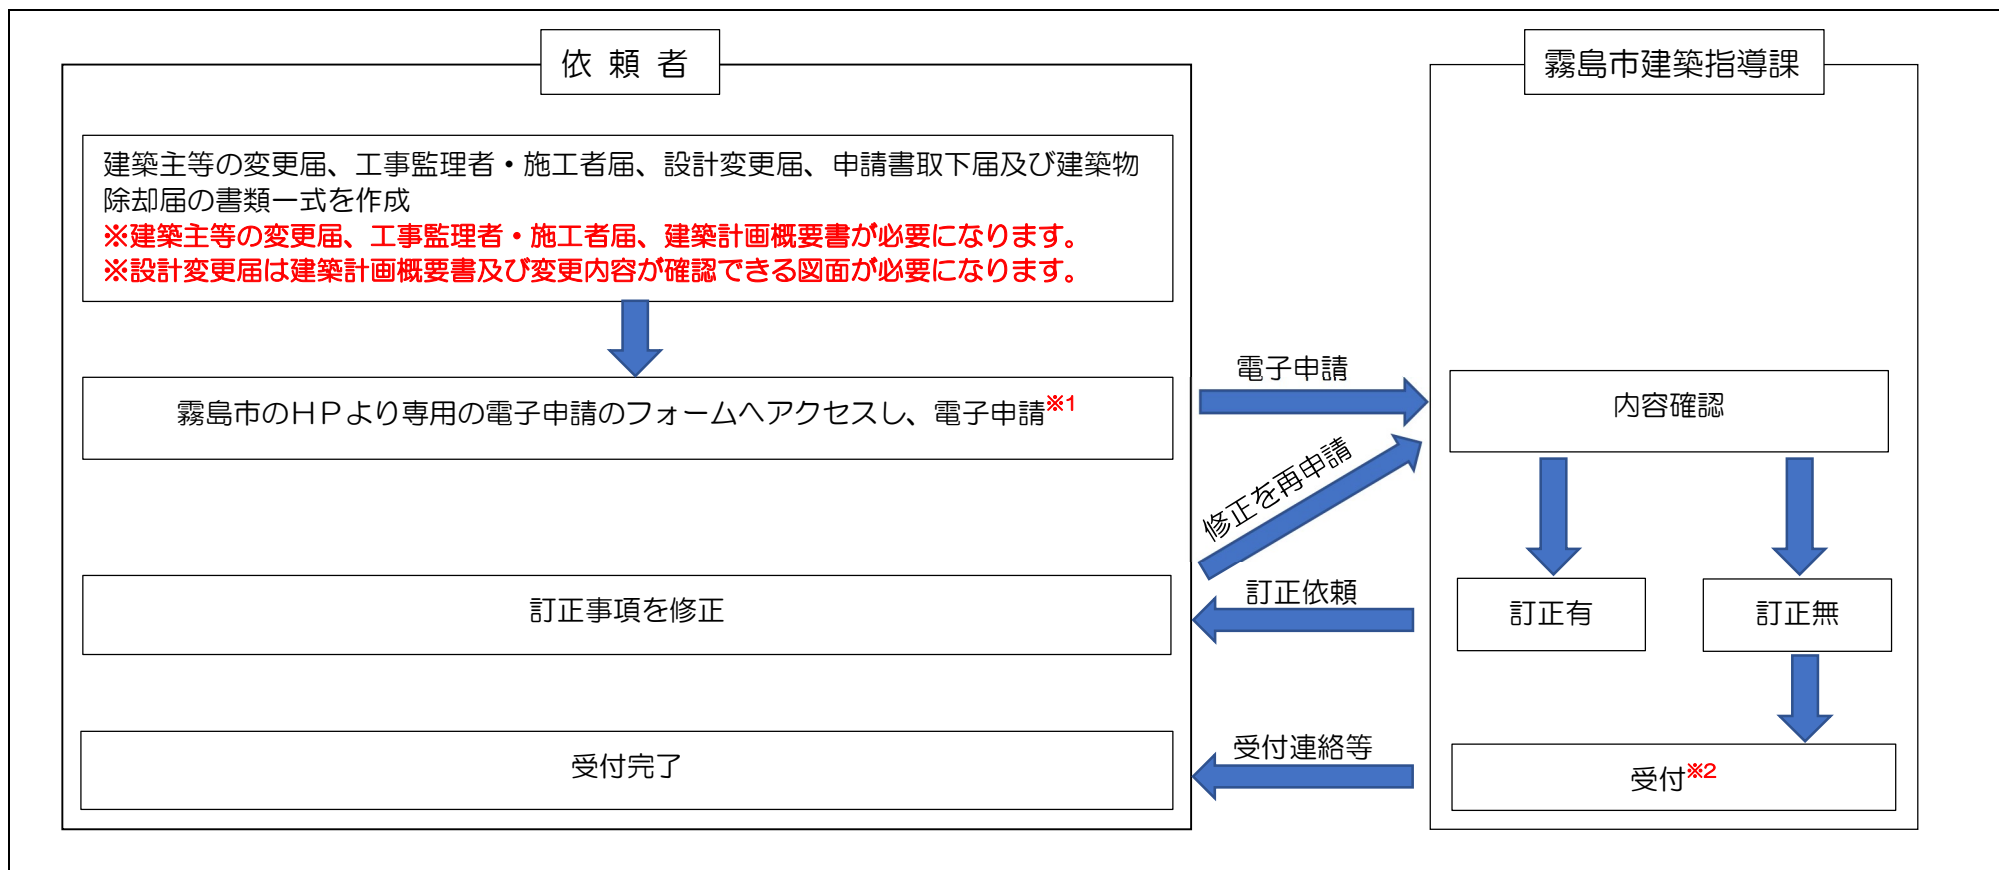 依頼者
霧島市建築指導課
建築主等の変更届、工事監理者・施工者届、設計変更届、申請書取下届及び建築物
除却届の書類一式を作成
※建築主等の変更届、工事監理者・施工者届、建築計画概要書が必要になります。
※設計変更届は建築計画概要書及び変更内容が確認できる図面が必要になります。
霧島市のHPより専用の電子申請のフォームへアクセスし、電子申請※1
電子申請
内容確認
修正を再申請
訂正事項を修正
訂正依頼
訂正有
訂正無
受付完了
受付連絡等
受付※2